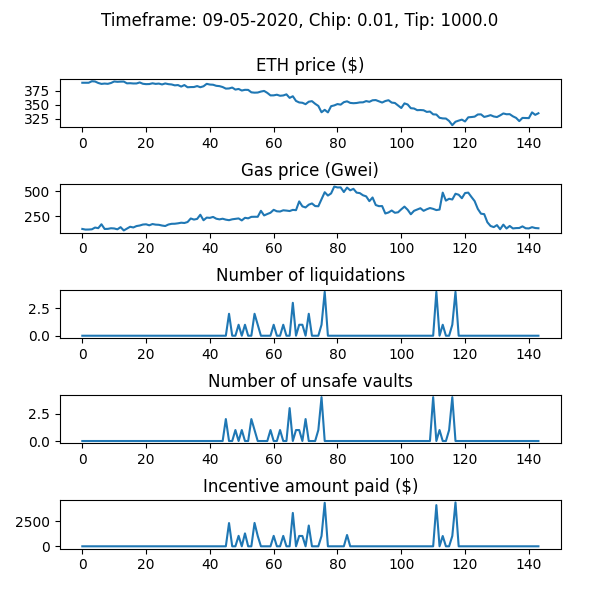 Timeframe: 09-05-2020, Chip: 0.01, Tip: 1000.0
ETH price ($)
375
350
325
0 20 40 60 80 100 120 140
Gas price (Gwei)
500
250
0 20 40 60 80 100 120 140
Number of liquidations
2.5
0.0
0 20 40 60 80 100 120 140
Number of unsafe vaults
2.5
0.0
0 20 40 60 80 100 120 140
Incentive amount paid ($)
2500
0
0 20 40 60 80 100 120 140